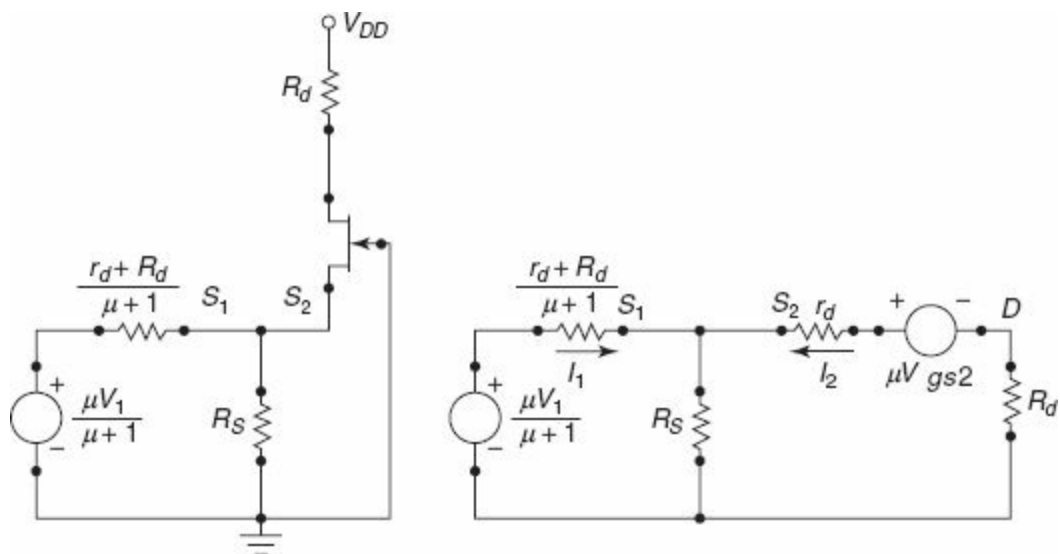 V_DD
R_d
r_d + R_d
μ + 1
S_1
S_2
+
μV_1
μ + 1
−
R_S
r_d + R_d
μ + 1
S_1
S_2
r_d
+
−
D
I_1
I_2
μV gs2
+
μV_1
μ + 1
−
R_S
R_d